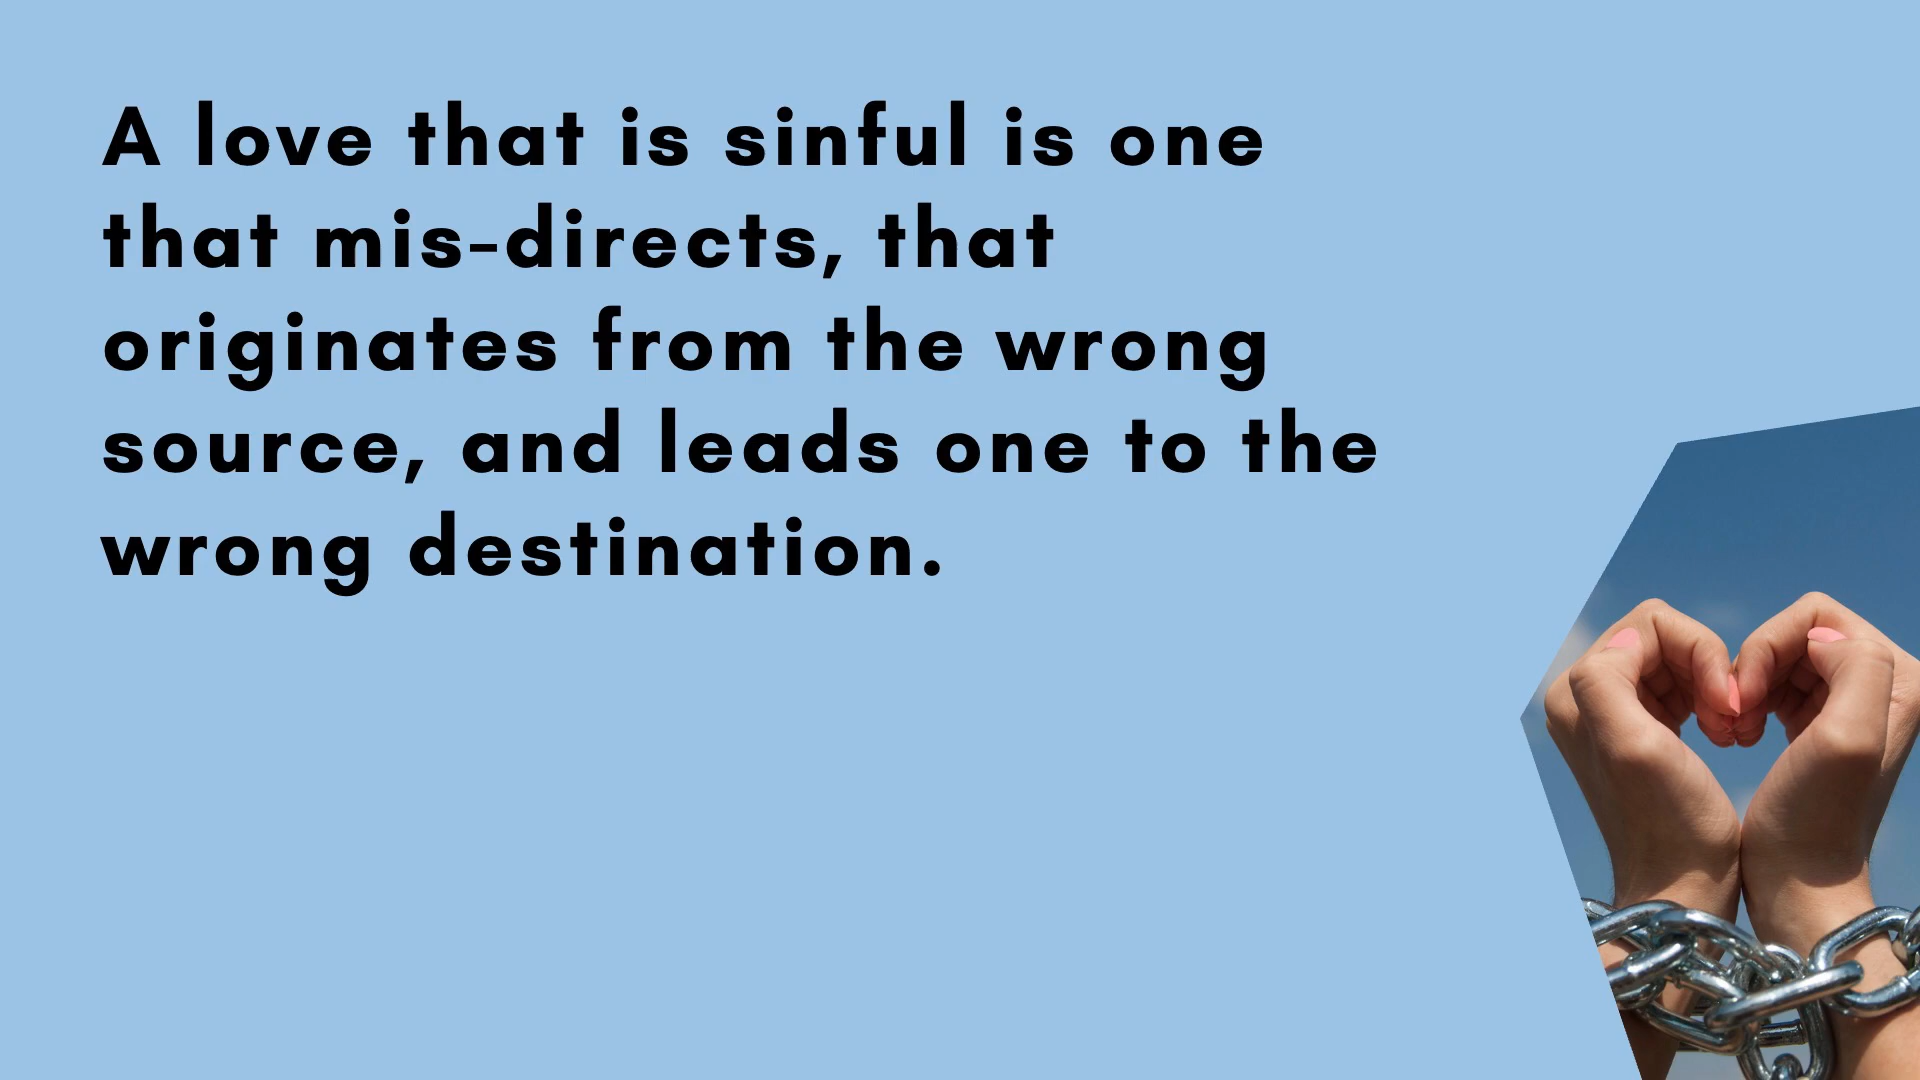 A love that is sinful is one
that mis-directs, that
originates from the wrong
source, and leads one to the
wrong destination.